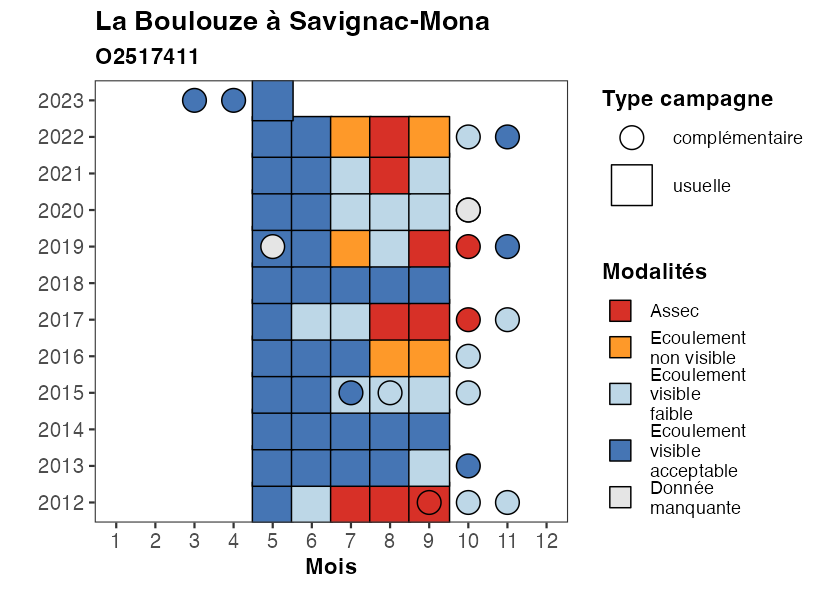 La Boulouze à Savignac-Mona
O2517411
2023
2022
2021
2020
2019
2018
2017
2016
2015
2014
2013
2012
1 2 3 4 5 6 7 8 9 10 11 12
Mois
Type campagne
complémentaire
usuelle
Modalités
Assec
Ecoulement
non visible
Ecoulement
visible
faible
Ecoulement
visible
acceptable
Donnée
manquante